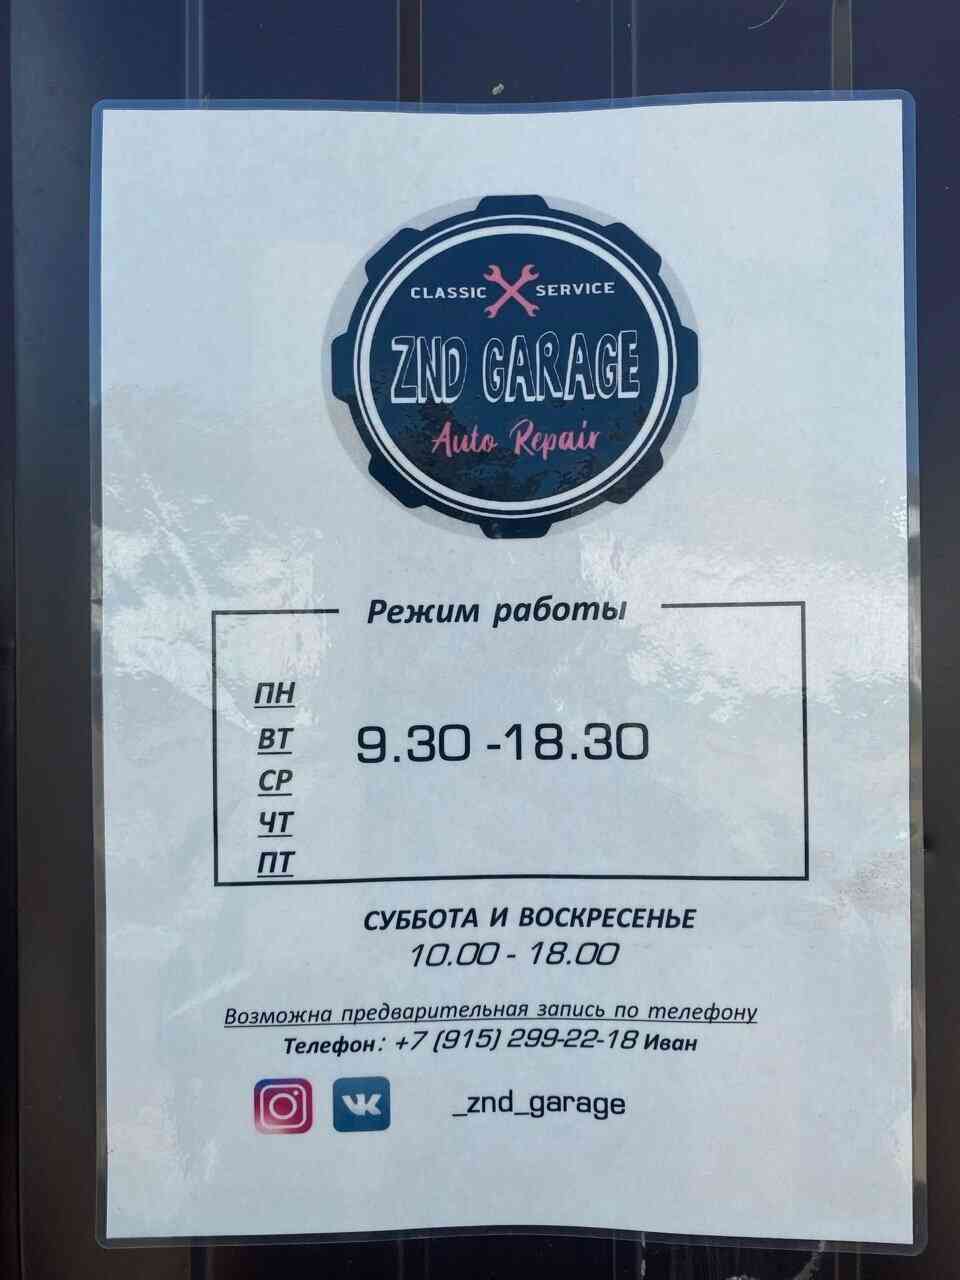 CLASSIC SERVICE
ZND GARAGE
Auto Repair
Режим работы
ПН
ВТ 9.30 -18.30
СР
ЧТ
ПТ
СУББОТА И ВОСКРЕСЕНЬЕ
10.00 - 18.00
Возможна предварительная запись по телефону
Телефон: +7 (915) 299-22-18 Иван
_znd_garage